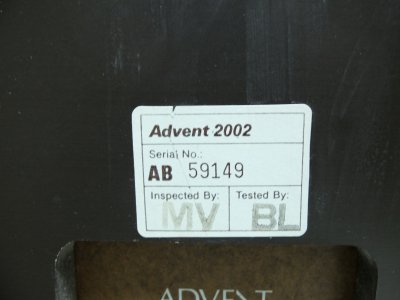 Advent 2002
Serial No.:
AB 59149
Inspected By: Tested By:
MV BL
ADVENT